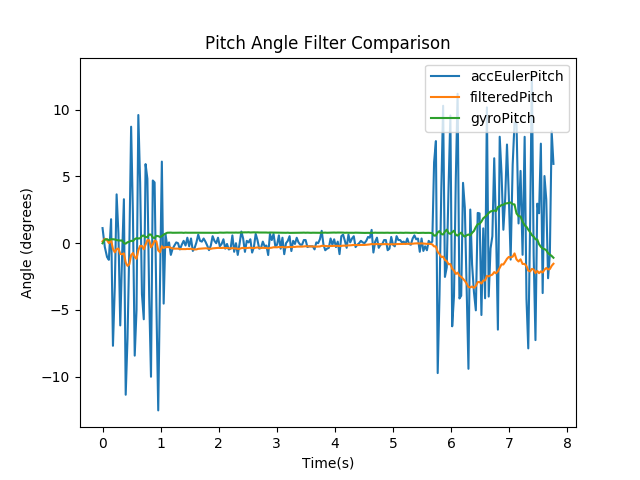 Pitch Angle Filter Comparison
accEulerPitch
filteredPitch
gyroPitch
Angle (degrees)
10
5
0
−5
−10
0 1 2 3 4 5 6 7 8
Time(s)